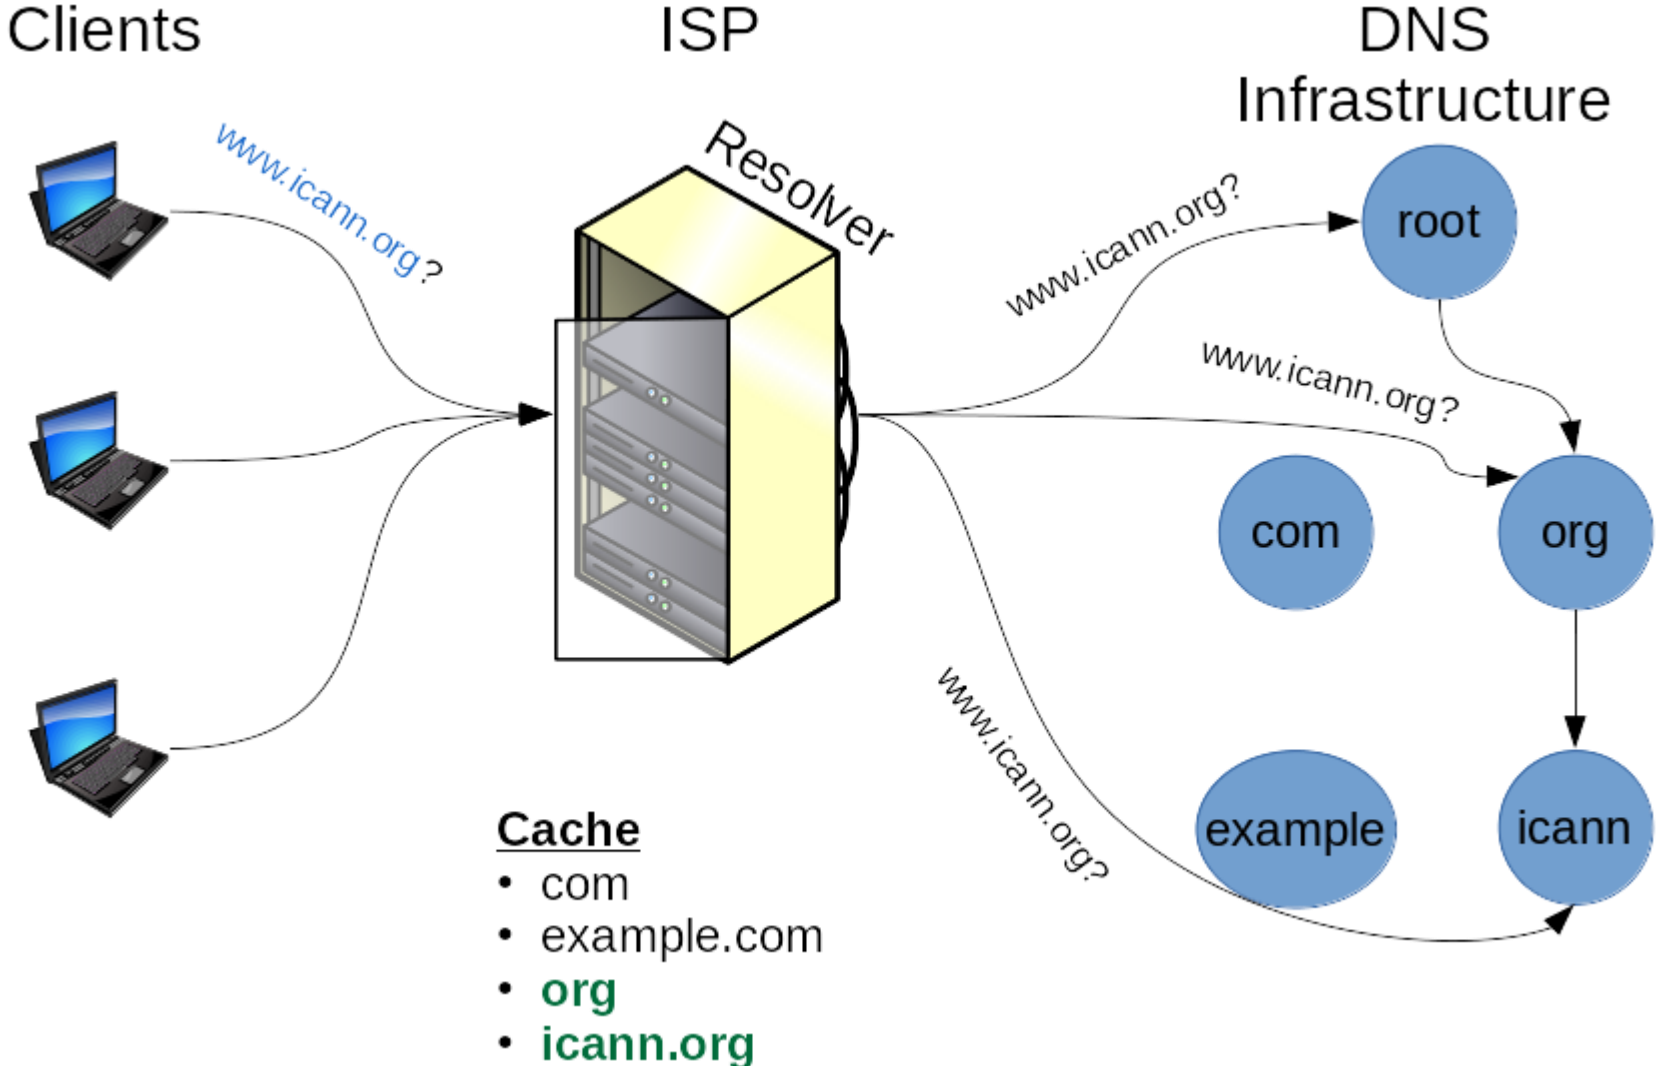 Clients
ISP
DNS
Infrastructure
www.icann.org?
Resolver
www.icann.org?
root
www.icann.org?
com
org
www.icann.org?
example
icann
Cache
• com
• example.com
• org
• icann.org